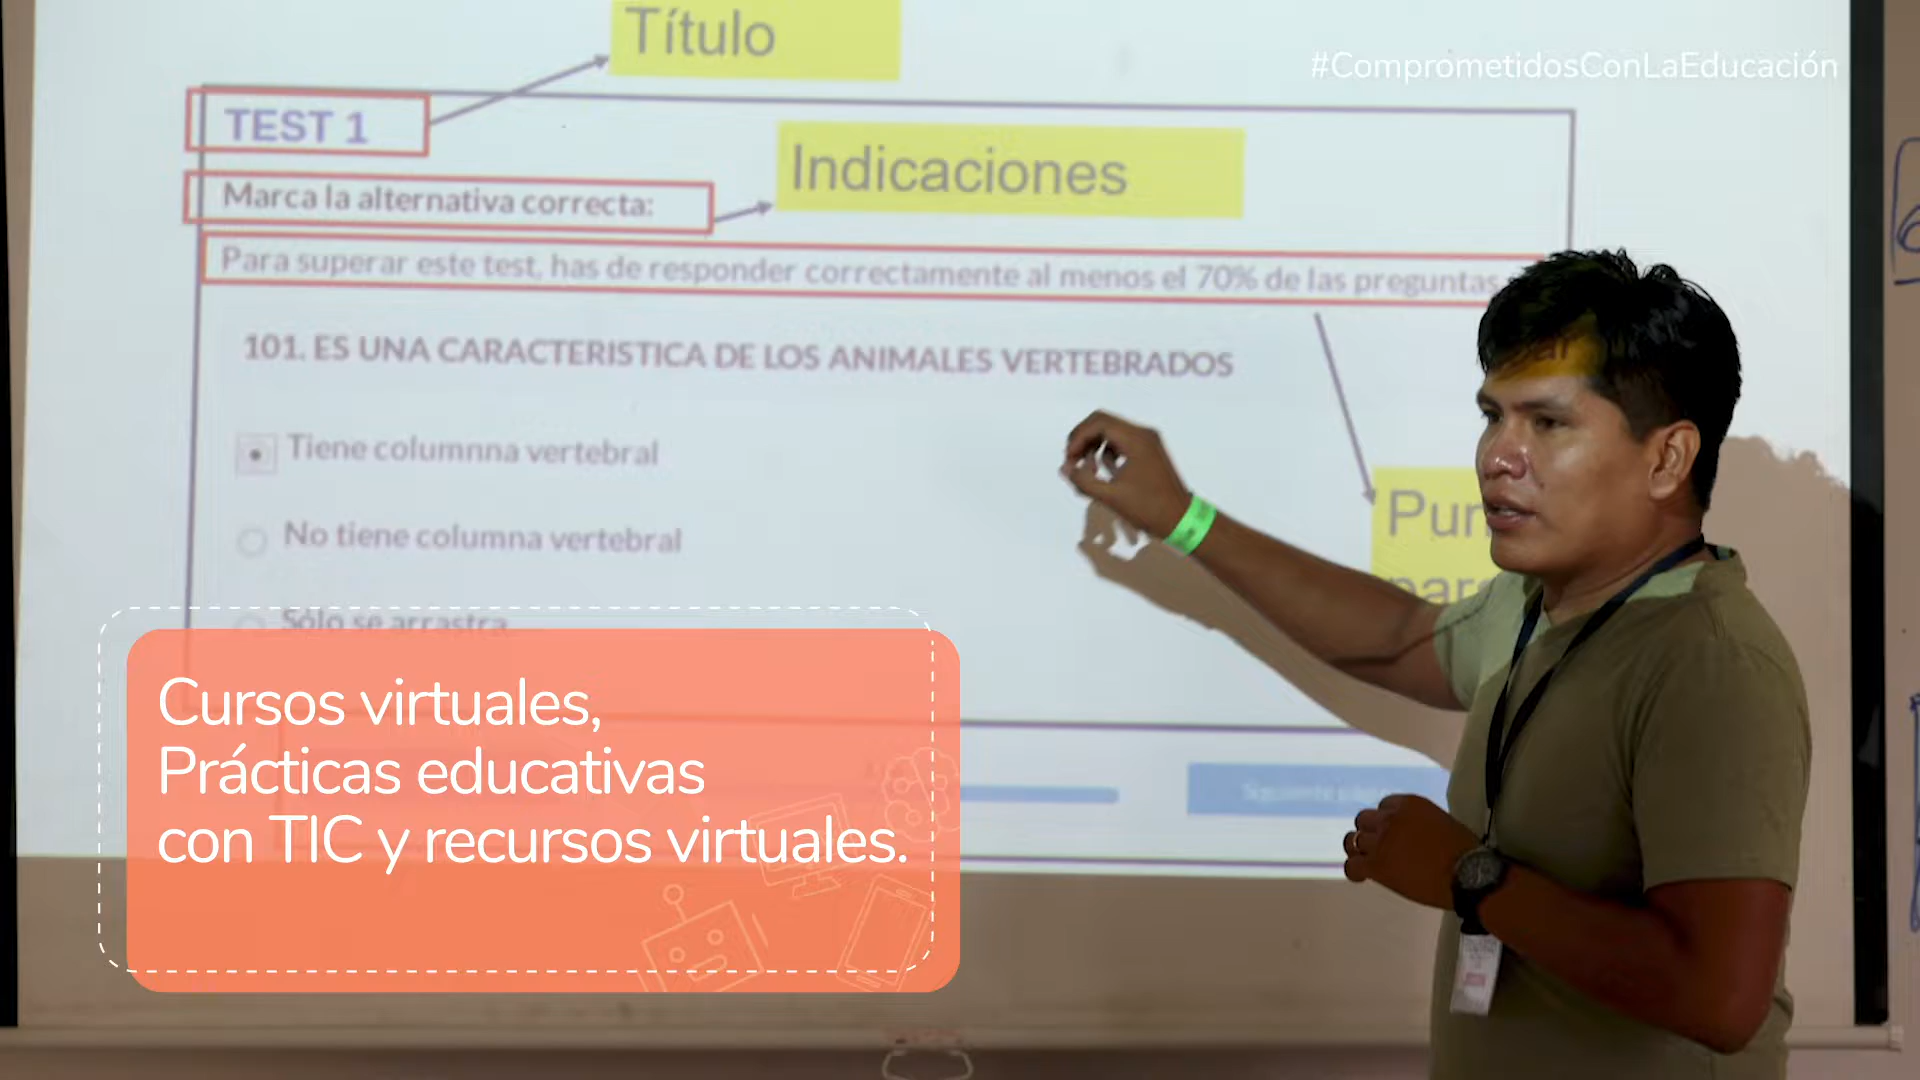 Título
#ComprometidosConLaEducación
TEST 1
Indicaciones
Marca la alternativa correcta:
Para superar este test, has de responder correctamente al menos el 70% de las preguntas
101. ES UNA CARACTERISTICA DE LOS ANIMALES VERTEBRADOS
Tiene columnna vertebral
No tiene columna vertebral
Sólo se arrastra
Cursos virtuales,
Prácticas educativas
con TIC y recursos virtuales.